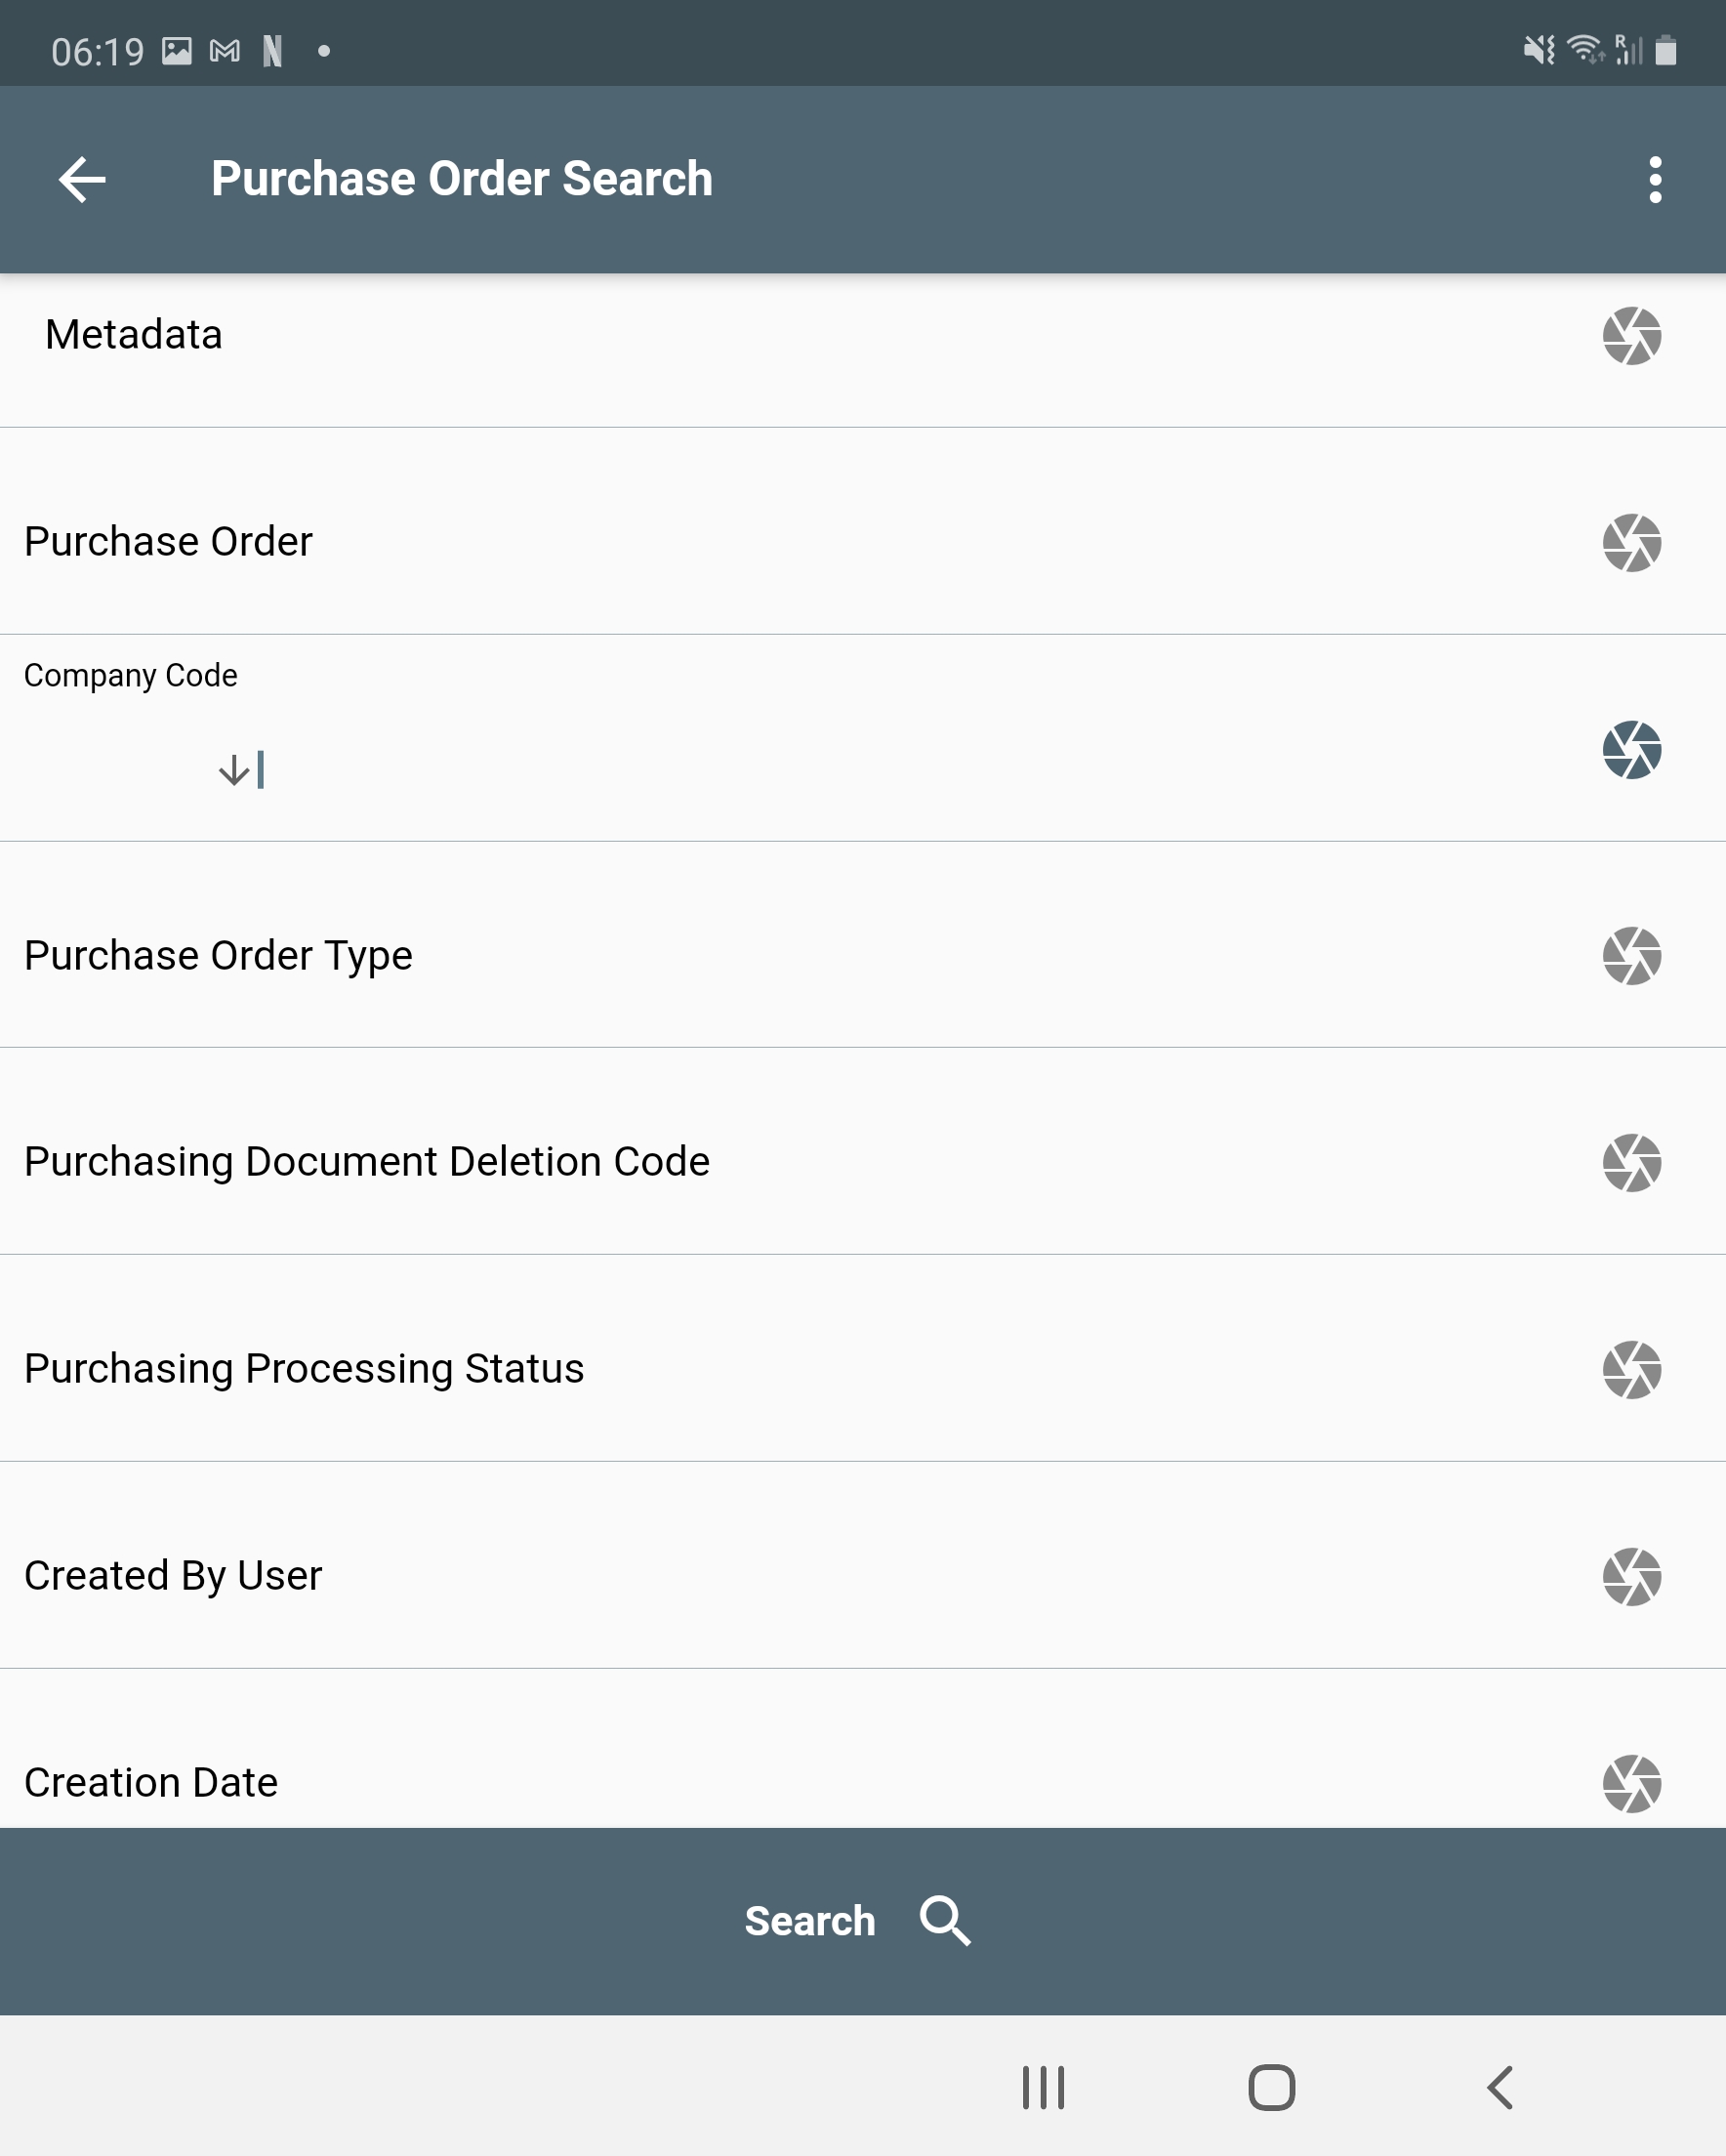 06:19
Purchase Order Search
Metadata
Purchase Order
Company Code
Purchase Order Type
Purchasing Document Deletion Code
Purchasing Processing Status
Created By User
Creation Date
Search